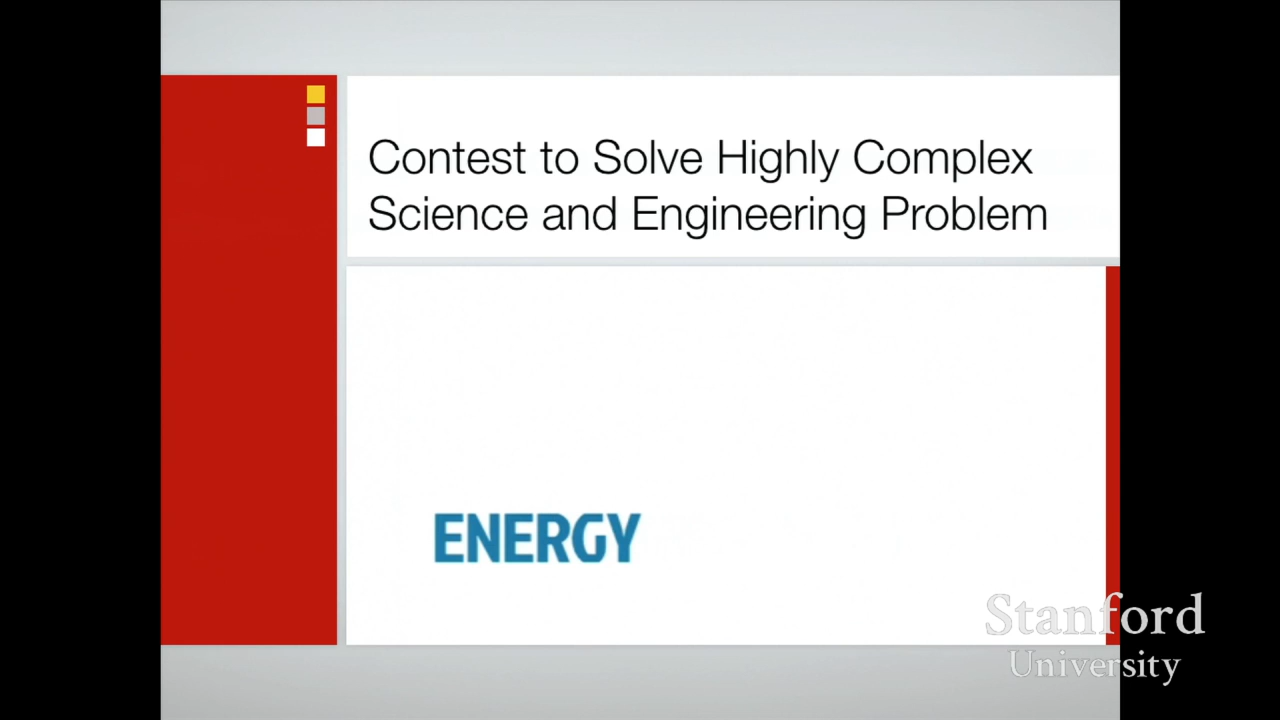 Contest to Solve Highly Complex
Science and Engineering Problem
ENERGY
Stanford
University